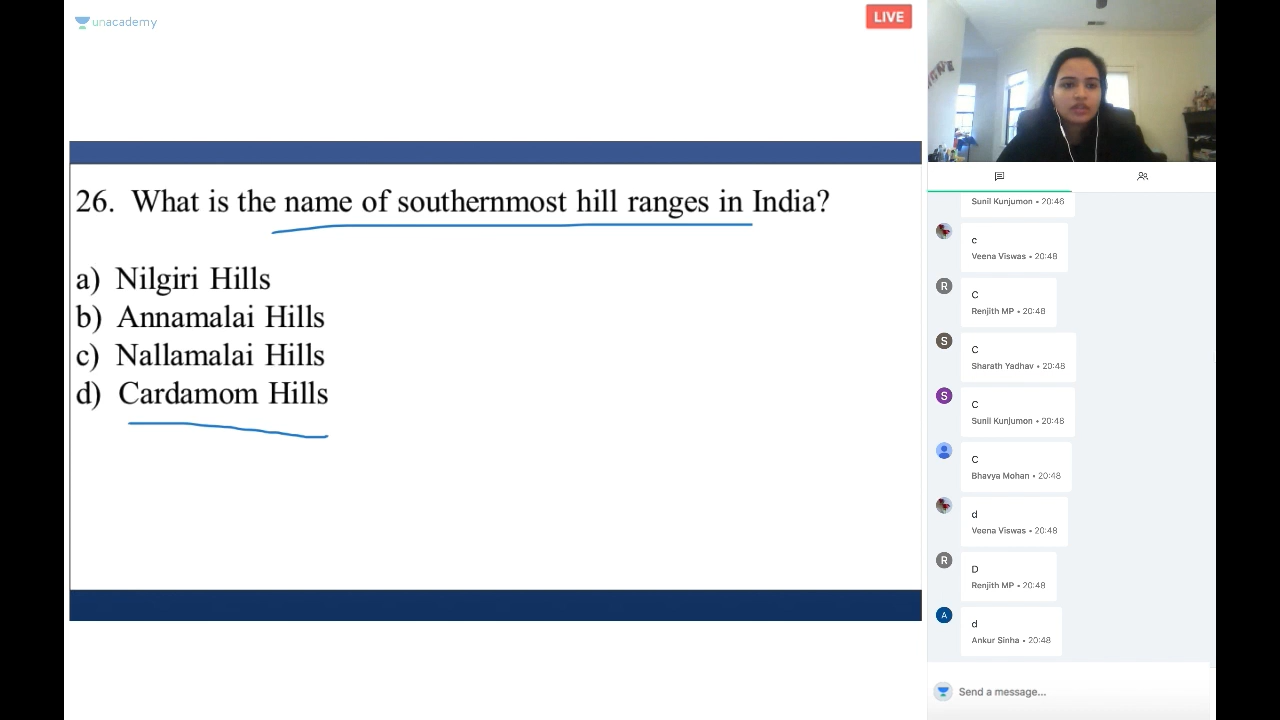 unacademy
LIVE
26. What is the name of southernmost hill ranges in India?
a) Nilgiri Hills
b) Annamalai Hills
c) Nallamalai Hills
d) Cardamom Hills
Sunil Kunjumon • 20:46
c
Veena Viswas • 20:48
R
C
Renjith MP • 20:48
S
C
Sharath Yadhav • 20:48
S
C
Sunil Kunjumon • 20:48
C
Bhavya Mohan • 20:48
d
Veena Viswas • 20:48
R
D
Renjith MP • 20:48
A
d
Ankur Sinha • 20:48
Send a message...